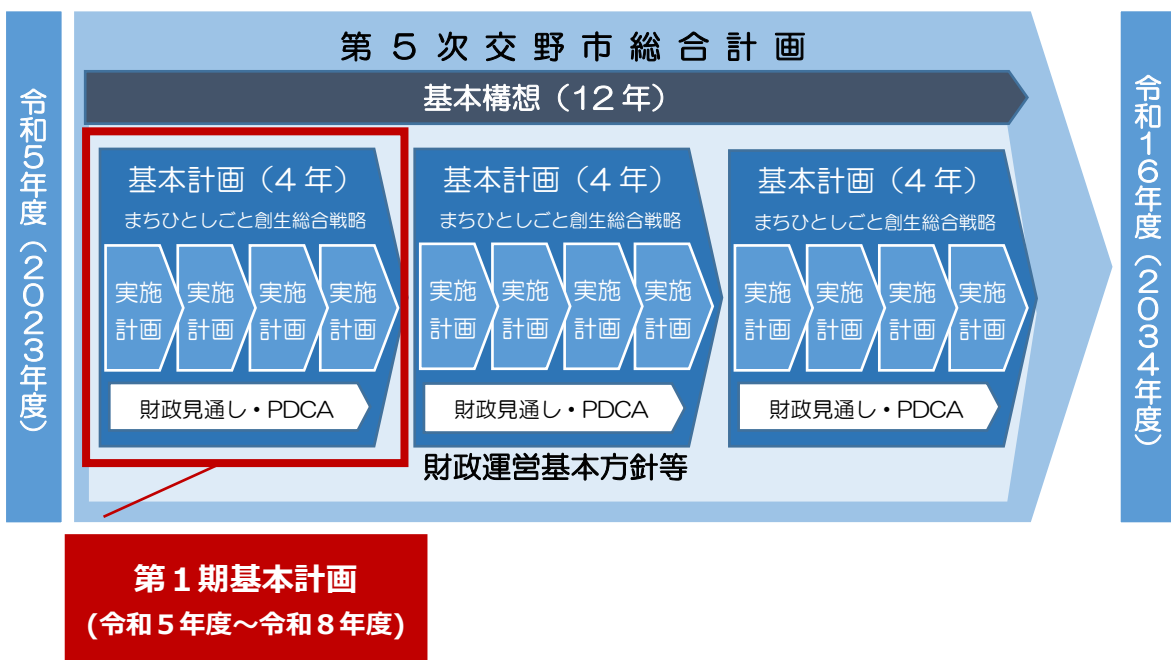 令和5年度（2023年度）
第５次交野市総合計画
基本構想（12年）
基本計画（4年）
まちひとしごと創生総合戦略
実施
計画
実施
計画
実施
計画
実施
計画
財政見通し・PDCA
基本計画（4年）
まちひとしごと創生総合戦略
実施
計画
実施
計画
実施
計画
実施
計画
財政見通し・PDCA
基本計画（4年）
まちひとしごと創生総合戦略
実施
計画
実施
計画
実施
計画
実施
計画
財政見通し・PDCA
財政運営基本方針等
令和16年度（2034年度）
第１期基本計画
(令和５年度～令和８年度)